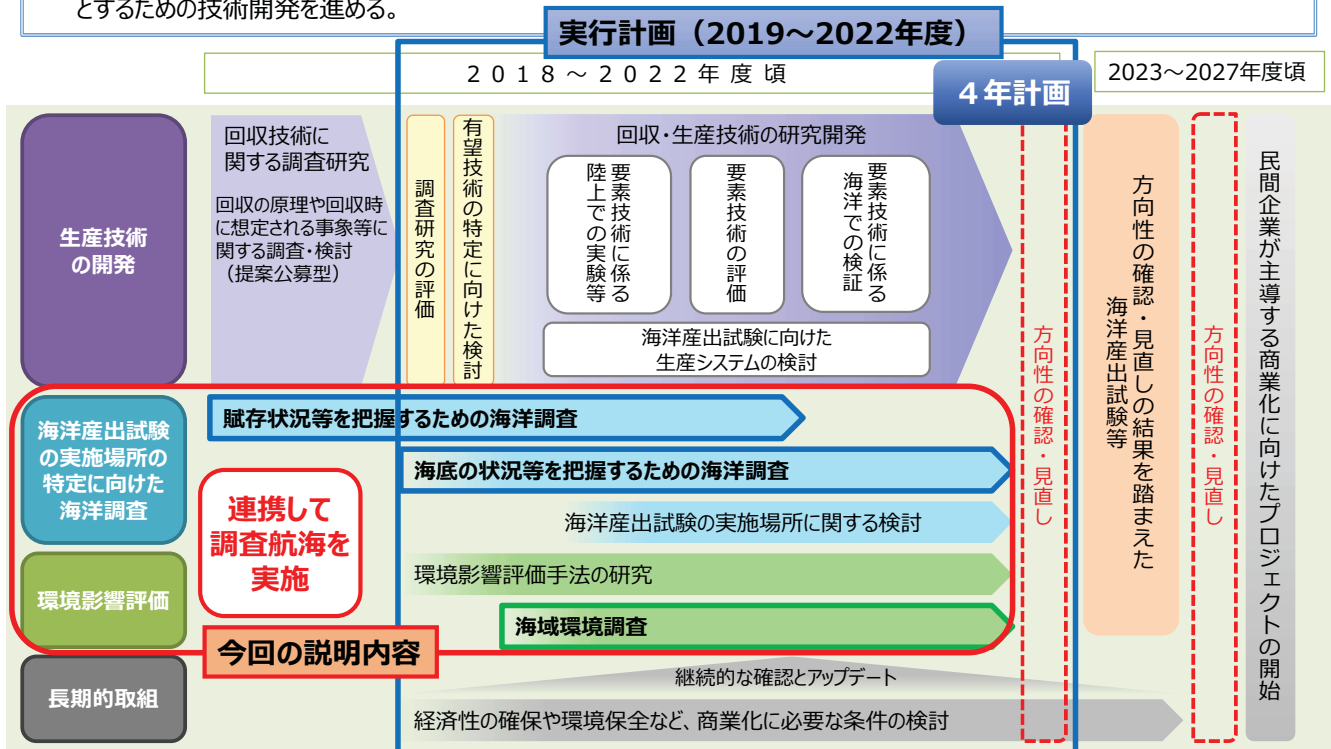 とするための技術開発を進める。
実行計画（2019～2022年度）
２０１８～２０２２年度頃
2023～2027年度頃
４年計画
生産技術
の開発
回収技術に
関する調査研究
回収の原理や回収時
に想定される事象等に
関する調査・検討
（提案公募型）
調査研究の評価
有望技術の特定に向けた検討
回収・生産技術の研究開発
要素技術に係る
陸上での実験等
要素技術の評価
要素技術に係る
海洋での検証
海洋産出試験に向けた
生産システムの検討
方向性の確認・見直し
方向性の確認・見直しの結果を踏まえた
海洋産出試験等
方向性の確認・見直し
民間企業が主導する商業化に向けたプロジェクトの開始
海洋産出試験
の実施場所の
特定に向けた
海洋調査
賦存状況等を把握するための海洋調査
海底の状況等を把握するための海洋調査
連携して
調査航海を
実施
海洋産出試験の実施場所に関する検討
環境影響評価
環境影響評価手法の研究
海域環境調査
今回の説明内容
長期的取組
継続的な確認とアップデート
経済性の確保や環境保全など、商業化に必要な条件の検討